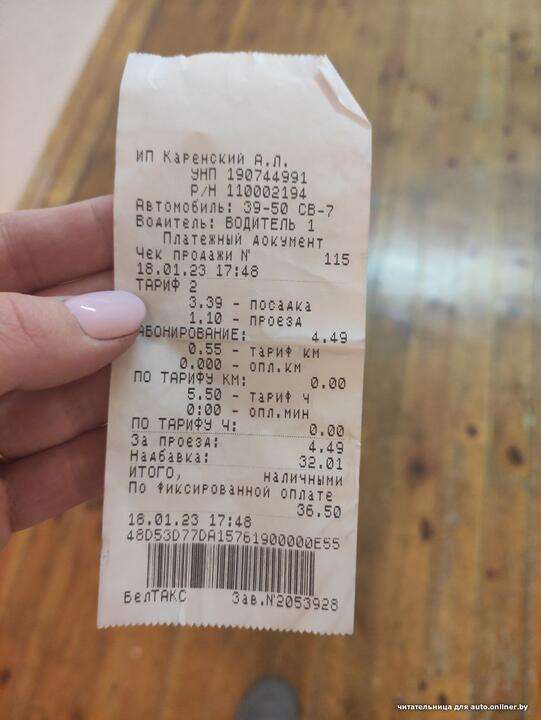 ИП Каренский А.Л.
УНП 190744991
Р/Н 110002194
Автомобиль: 39-50 СВ-7
Водитель: ВОДИТЕЛЬ 1
Платежный документ
Чек продажи № 115
18.01.23 17:48
ТАРИФ 2
3.39 - посадка
1.10 - проезд
АБОНИРОВАНИЕ: 4.49
0.55 - тариф км
0.000 - опл.км
ПО ТАРИФУ КМ: 0.00
5.50 - тариф ч
0:00 - опл.мин
ПО ТАРИФУ Ч: 0.00
За проезд: 4.49
Надбавка: 32.01
ИТОГО, наличными
По фиксированной оплате
36.50
18.01.23 17:48
48D53D77DA15761900000E55
БелТАКС Зав.№2053928
читательница для auto.onliner.by